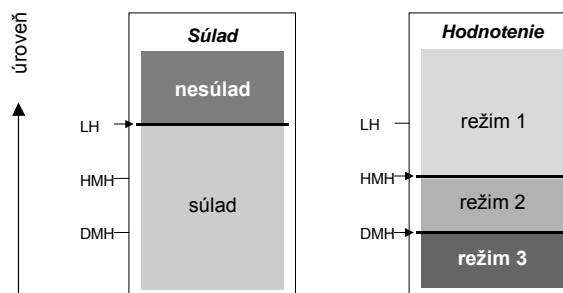 úroveň
Súlad
nesúlad
LH
HMH
súlad
DMH
Hodnotenie
LH
režim 1
HMH
režim 2
DMH
režim 3